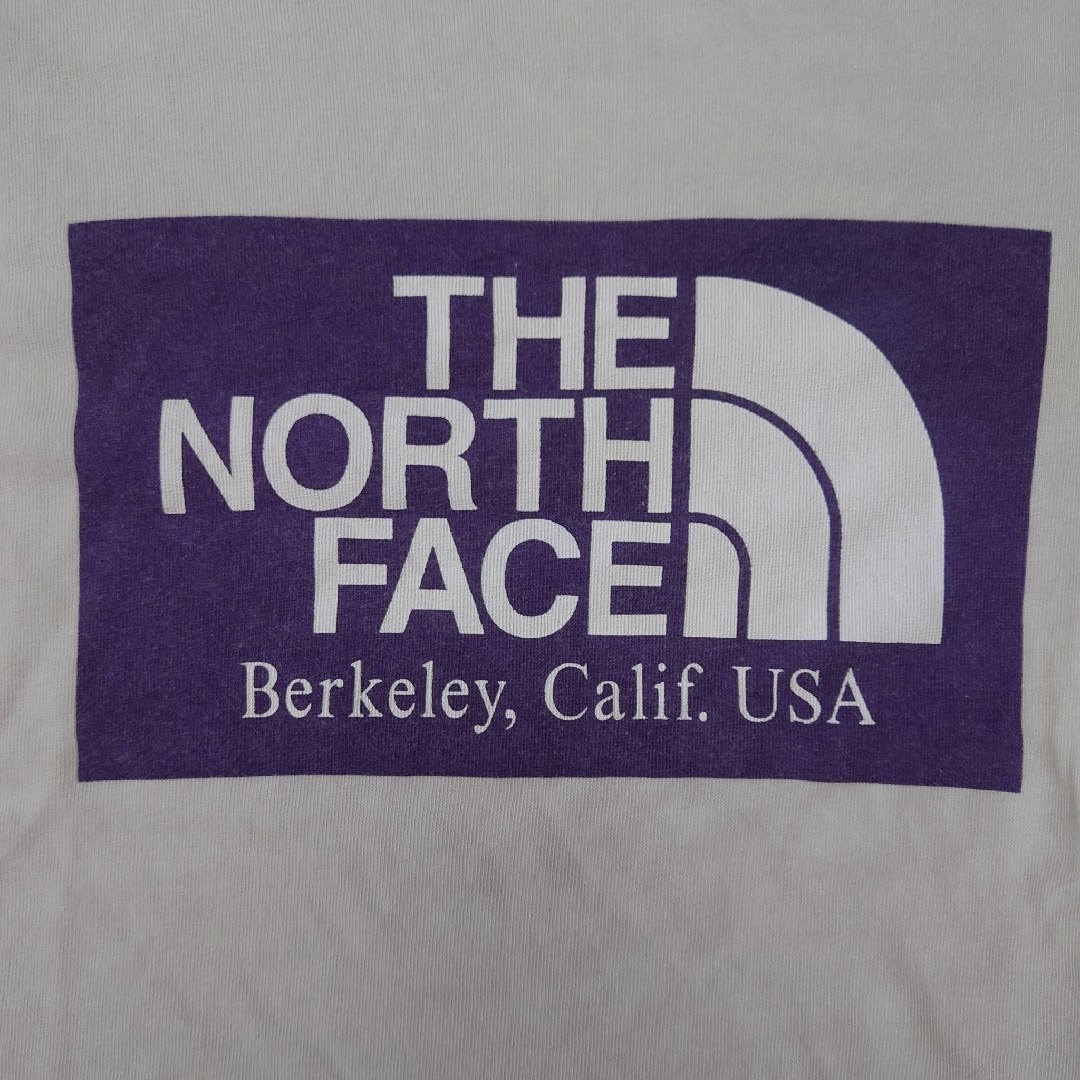 THE
NORTH
FACE
Berkeley, Calif. USA